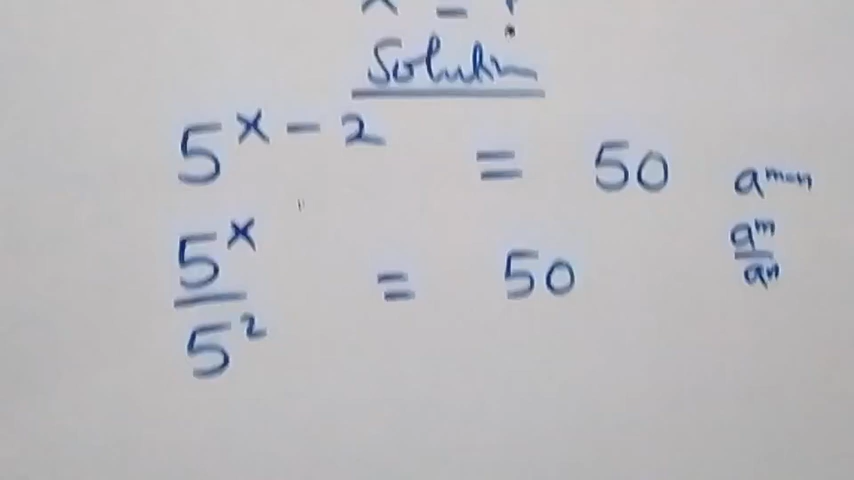 x = ?
Solution
5^x-2 = 50 a^m-n
5^x/5^2 = 50 a^m/a^n